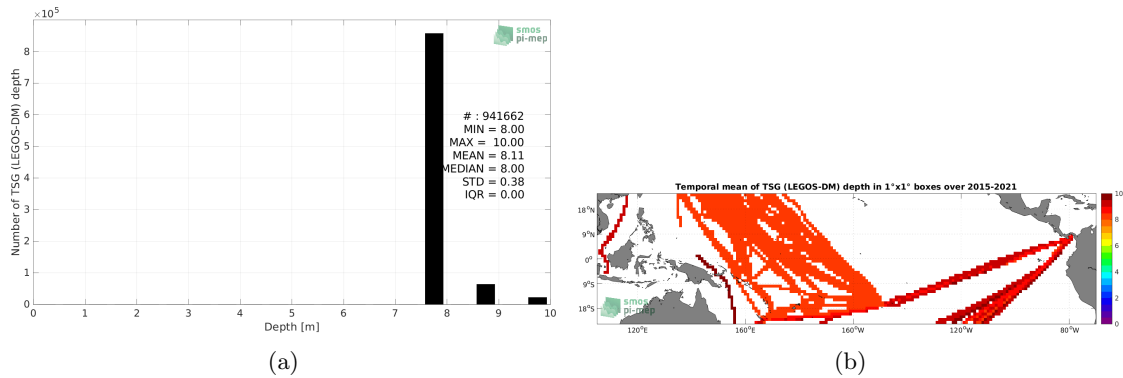 ×10⁵
8
7
6
5
4
3
2
1
0
Number of TSG (LEGOS-DM) depth
smos
pi-mep
# : 941662
MIN = 8.00
MAX = 10.00
MEAN = 8.11
MEDIAN = 8.00
STD = 0.38
IQR = 0.00
0 1 2 3 4 5 6 7 8 9 10
Depth [m]
(a)
Temporal mean of TSG (LEGOS-DM) depth in 1°x1° boxes over 2015-2021
18°N
9°N
0°
9°S
18°S
smos
pi-mep
120°E 160°E 160°W 120°W 80°W
10
8
6
4
2
0
(b)